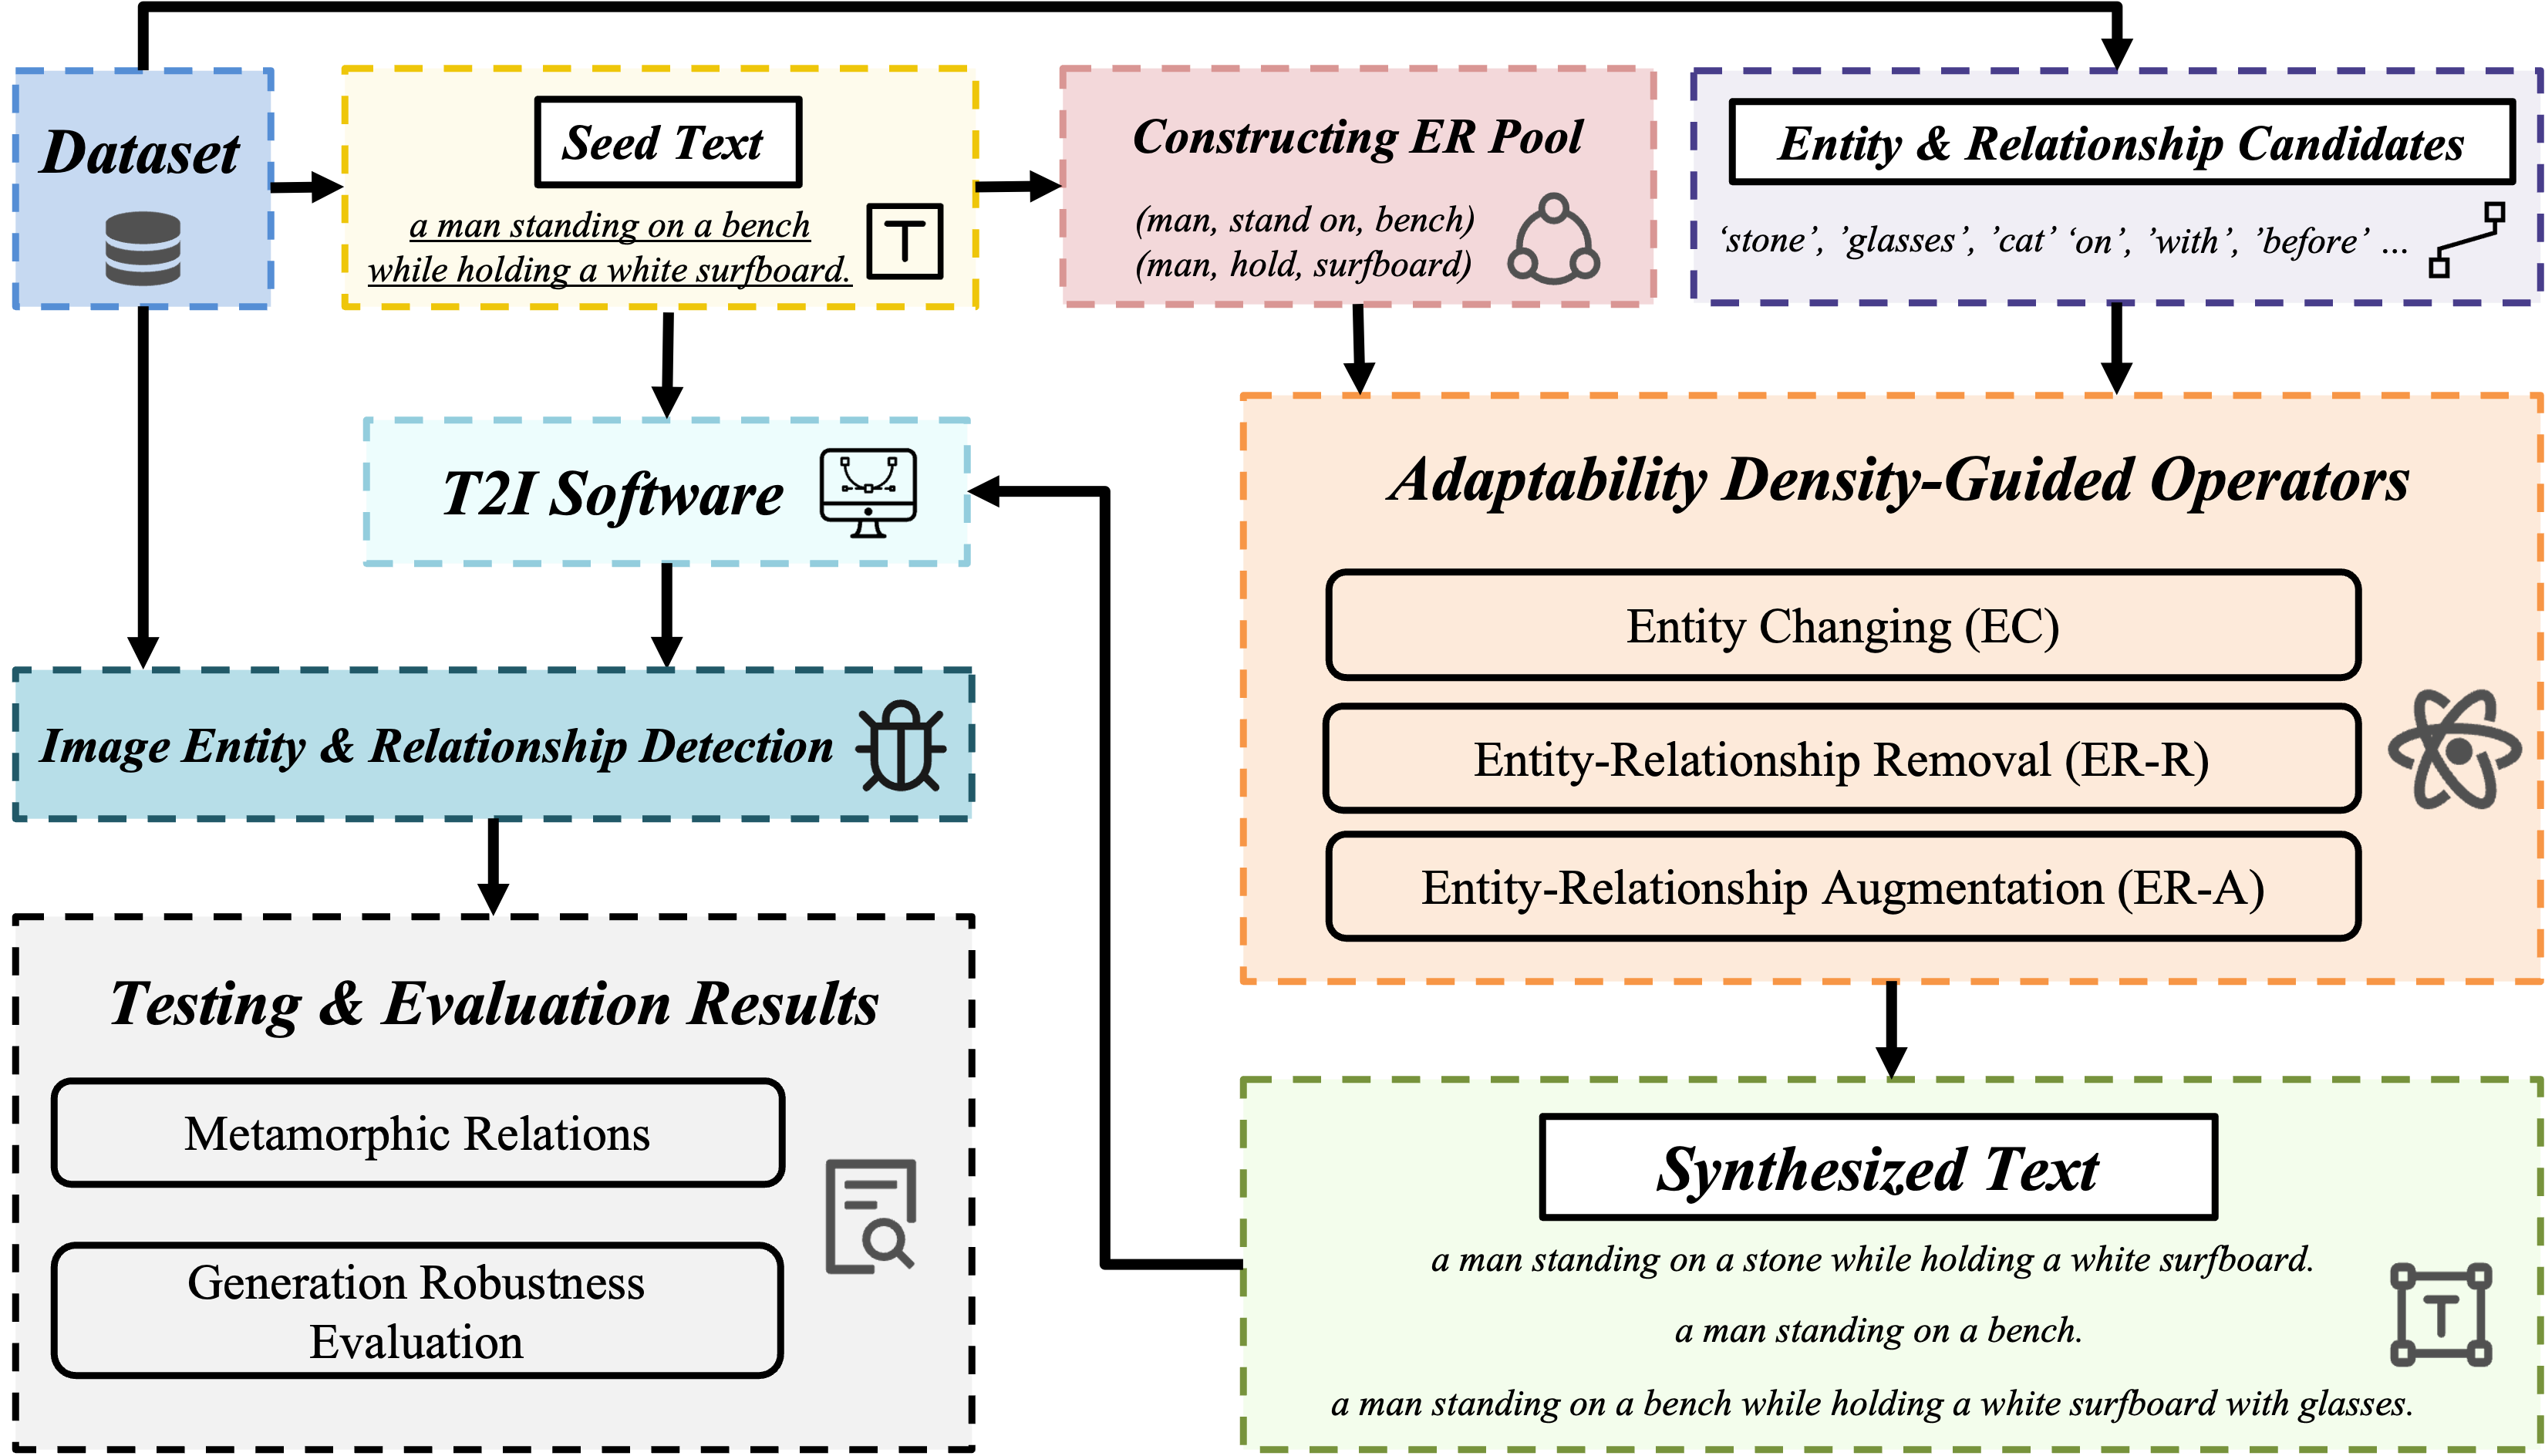 Dataset
Seed Text
a man standing on a bench
while holding a white surfboard.
T
Constructing ER Pool
(man, stand on, bench)
(man, hold, surfboard)
Entity & Relationship Candidates
‘stone’, ’glasses’, ’cat’ ‘on’, ’with’, ’before’ ...
T2I Software
Adaptability Density-Guided Operators
Entity Changing (EC)
Entity-Relationship Removal (ER-R)
Entity-Relationship Augmentation (ER-A)
Image Entity & Relationship Detection
Testing & Evaluation Results
Metamorphic Relations
Generation Robustness
Evaluation
Synthesized Text
a man standing on a stone while holding a white surfboard.
a man standing on a bench.
a man standing on a bench while holding a white surfboard with glasses.
T